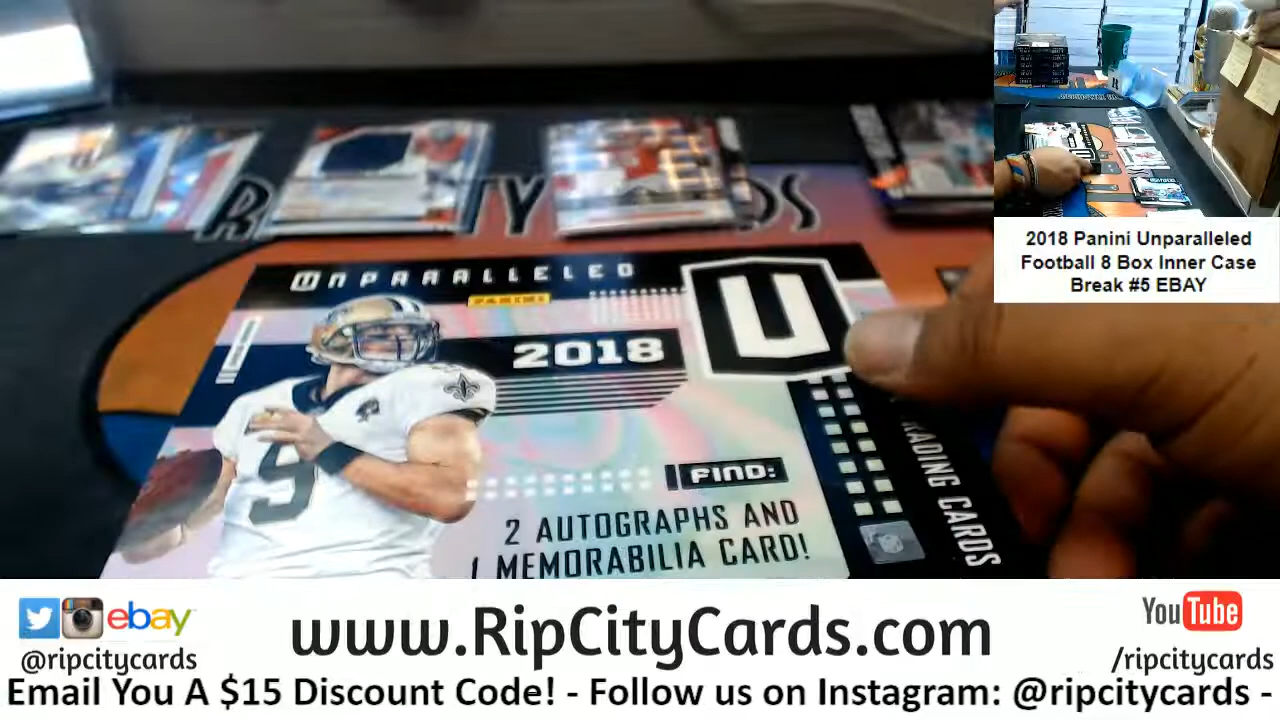 UNPARALLELED
PANINI
2018
U
9
FIND:
2 AUTOGRAPHS AND
1 MEMORABILIA CARD!
TRADING CARDS
2018 Panini Unparalleled
Football 8 Box Inner Case
Break #5 EBAY
ebay
@ripcitycards
www.RipCityCards.com
YouTube
/ripcitycards
Email You A $15 Discount Code! - Follow us on Instagram: @ripcitycards -